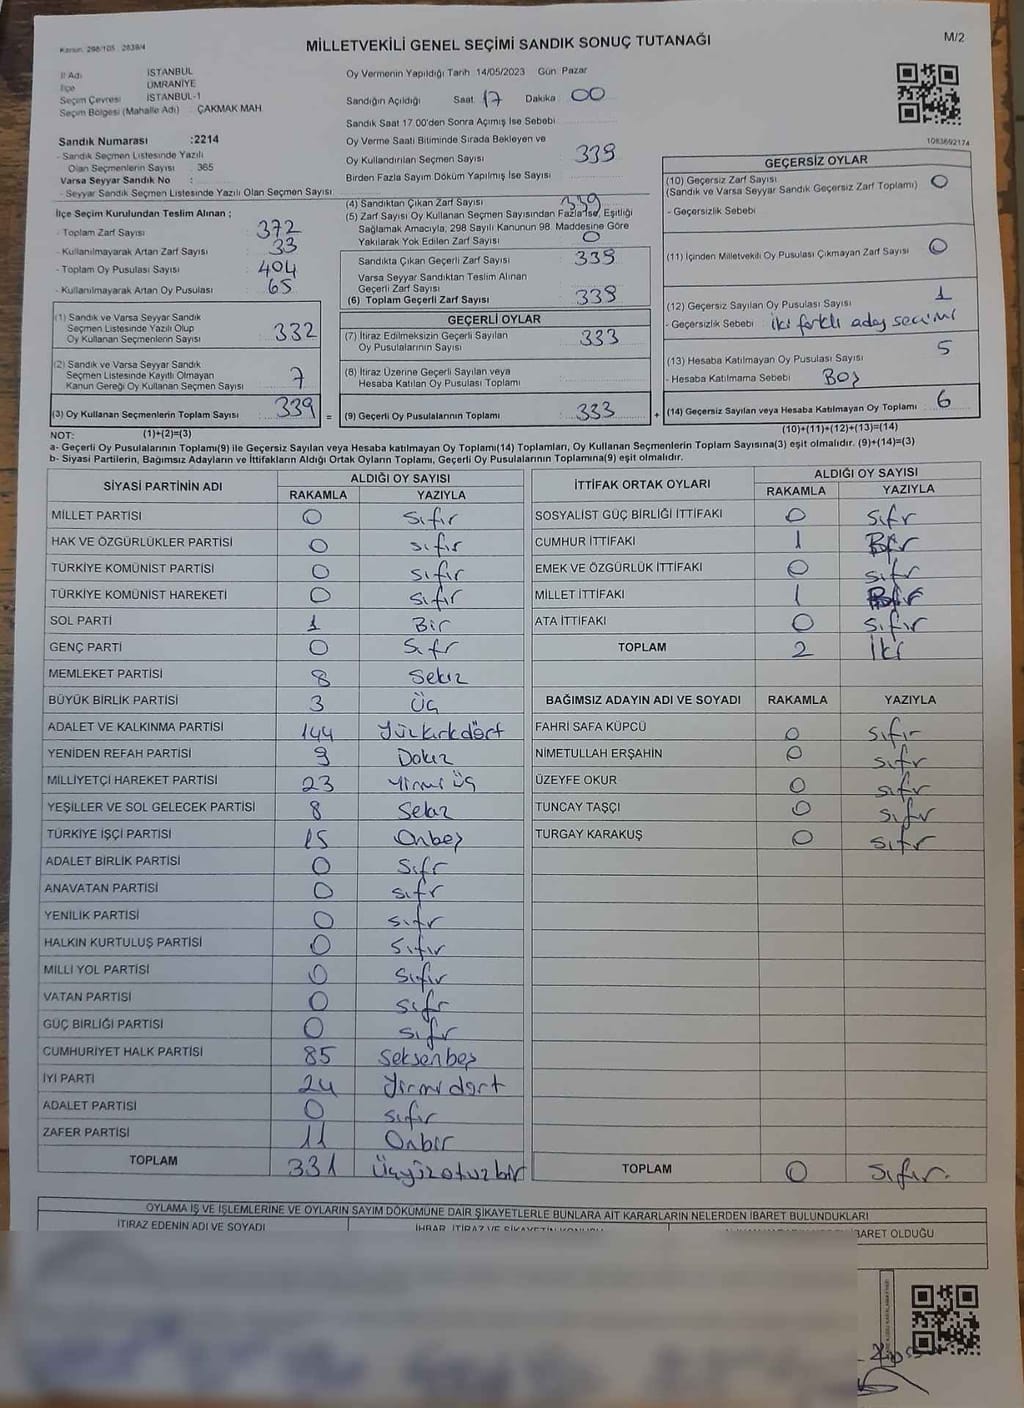 Kanun: 298/105 2839/4
MİLLETVEKİLİ GENEL SEÇİMİ SANDIK SONUÇ TUTANAĞI
M/2
İl Adı İSTANBUL
İlçe ÜMRANİYE
Seçim Çevresi İSTANBUL-1
Seçim Bölgesi (Mahalle Adı) ÇAKMAK MAH.
Sandık Numarası :2214
- Sandık Seçmen Listesinde Yazılı
Olan Seçmenlerin Sayısı : 365
Varsa Seyyar Sandık No :
- Seyyar Sandık Seçmen Listesinde Yazılı Olan Seçmen Sayısı
Oy Vermenin Yapıldığı Tarih 14/05/2023 Gün Pazar
Sandığın Açıldığı Saat 17 Dakika 00
Sandık Saat 17.00'den Sonra Açımış İse Sebebi
Oy Verme Saati Bitiminde Sırada Bekleyen ve
Oy Kullandırılan Seçmen Sayısı 339
Birden Fazla Sayım Döküm Yapılmış İse Sayısı
1083692174
İlçe Seçim Kurulundan Teslim Alınan ;
- Toplam Zarf Sayısı 372
- Kullanılmayarak Artan Zarf Sayısı 33
- Toplam Oy Pusulası Sayısı 404
- Kullanılmayarak Artan Oy Pusulası 65
(4) Sandıktan Çıkan Zarf Sayısı 339
(5) Zarf Sayısı Oy Kullanan Seçmen Sayısından Fazla İse, Eşitliği
Sağlamak Amacıyla, 298 Sayılı Kanunun 98. Maddesine Göre
Yakılarak Yok Edilen Zarf Sayısı 0
Sandıkta Çıkan Geçerli Zarf Sayısı 339
Varsa Seyyar Sandıktan Teslim Alınan
Geçerli Zarf Sayısı
(6) Toplam Geçerli Zarf Sayısı 339
GEÇERSİZ OYLAR
(10) Geçersiz Zarf Sayısı 0
(Sandık ve Varsa Seyyar Sandık Geçersiz Zarf Toplamı)
- Geçersizlik Sebebi
(11) İçinden Milletvekili Oy Pusulası Çıkmayan Zarf Sayısı 0
(12) Geçersiz Sayılan Oy Pusulası Sayısı 1
- Geçersizlik Sebebi iki farklı aday seçimi
(13) Hesaba Katılmayan Oy Pusulası Sayısı 5
- Hesaba Katılmama Sebebi Boş
(14) Geçersiz Sayılan veya Hesaba Katılmayan Oy Toplamı 6
(1) Sandık ve Varsa Seyyar Sandık
Seçmen Listesinde Yazılı Olup
Oy Kullanan Seçmenlerin Sayısı 332
(2) Sandık ve Varsa Seyyar Sandık
Seçmen Listesinde Kayıtlı Olmayan
Kanun Gereği Oy Kullanan Seçmen Sayısı 7
(3) Oy Kullanan Seçmenlerin Toplam Sayısı 339 =
GEÇERLİ OYLAR
(7) İtiraz Edilmeksizin Geçerli Sayılan
Oy Pusulalarının Sayısı 333
(8) İtiraz Üzerine Geçerli Sayılan veya
Hesaba Katılan Oy Pusulası Toplamı
(9) Geçerli Oy Pusulalarının Toplamı 333 +
NOT: (1)+(2)=(3) (10)+(11)+(12)+(13)=(14)
a- Geçerli Oy Pusulalarının Toplamı(9) ile Geçersiz Sayılan veya Hesaba katılmayan Oy Toplamı(14) Toplamları, Oy Kullanan Seçmenlerin Toplam Sayısına(3) eşit olmalıdır. (9)+(14)=(3)
b- Siyasi Partilerin, Bağımsız Adayların ve İttifakların Aldığı Ortak Oyların Toplamı, Geçerli Oy Pusulalarının Toplamına(9) eşit olmalıdır.
SİYASİ PARTİNİN ADI ALDIĞI OY SAYISI
RAKAMLA YAZIYLA
MİLLET PARTİSİ 0 Sıfır
HAK VE ÖZGÜRLÜKLER PARTİSİ 0 sıfır
TÜRKİYE KOMÜNİST PARTİSİ 0 sıfır
TÜRKİYE KOMÜNİST HAREKETİ 0 sıfır
SOL PARTİ 1 Bir
GENÇ PARTİ 0 Sıfır
MEMLEKET PARTİSİ 8 Sekiz
BÜYÜK BİRLİK PARTİSİ 3 Üç
ADALET VE KALKINMA PARTİSİ 144 Yüzkırkdört
YENİDEN REFAH PARTİSİ 9 Dokuz
MİLLİYETÇİ HAREKET PARTİSİ 23 Yirmi üç
YEŞİLLER VE SOL GELECEK PARTİSİ 8 Sekiz
TÜRKİYE İŞÇİ PARTİSİ 15 Onbeş
ADALET BİRLİK PARTİSİ 0 Sıfır
ANAVATAN PARTİSİ 0 sıfır
YENİLİK PARTİSİ 0 sıfır
HALKIN KURTULUŞ PARTİSİ 0 Sıfır
MİLLİ YOL PARTİSİ 0 Sıfır
VATAN PARTİSİ 0 sıfır
GÜÇ BİRLİĞİ PARTİSİ 0 sıfır
CUMHURİYET HALK PARTİSİ 85 Seksenbeş
İYİ PARTİ 24 Yirmi dört
ADALET PARTİSİ 0 sıfır
ZAFER PARTİSİ 11 Onbir
TOPLAM 331 Üçyüzotuzbir
İTTİFAK ORTAK OYLARI ALDIĞI OY SAYISI
RAKAMLA YAZIYLA
SOSYALİST GÜÇ BİRLİĞİ İTTİFAKI 0 Sıfır
CUMHUR İTTİFAKI 1 Bir
EMEK VE ÖZGÜRLÜK İTTİFAKI 0 sıfır
MİLLET İTTİFAKI 1 Bir
ATA İTTİFAKI 0 sıfır
TOPLAM 2 İki
BAĞIMSIZ ADAYIN ADI VE SOYADI RAKAMLA YAZIYLA
FAHRİ SAFA KÜPCÜ 0 sıfır
NİMETULLAH ERŞAHİN 0 sıfır
ÜZEYFE OKUR 0 sıfır
TUNCAY TAŞÇI 0 sıfır
TURGAY KARAKUŞ 0 sıfır
TOPLAM 0 Sıfır.
OYLAMA İŞ VE İŞLEMLERİNE VE OYLARIN SAYIM DÖKÜMÜNE DAİR ŞİKAYETLERLE BUNLARA AİT KARARLARIN NELERDEN İBARET BULUNDUKLARI
İTİRAZ EDENİN ADI VE SOYADI İHBAR, İTİRAZ VE ŞİKAYETİN KONUSU İBARET OLDUĞU